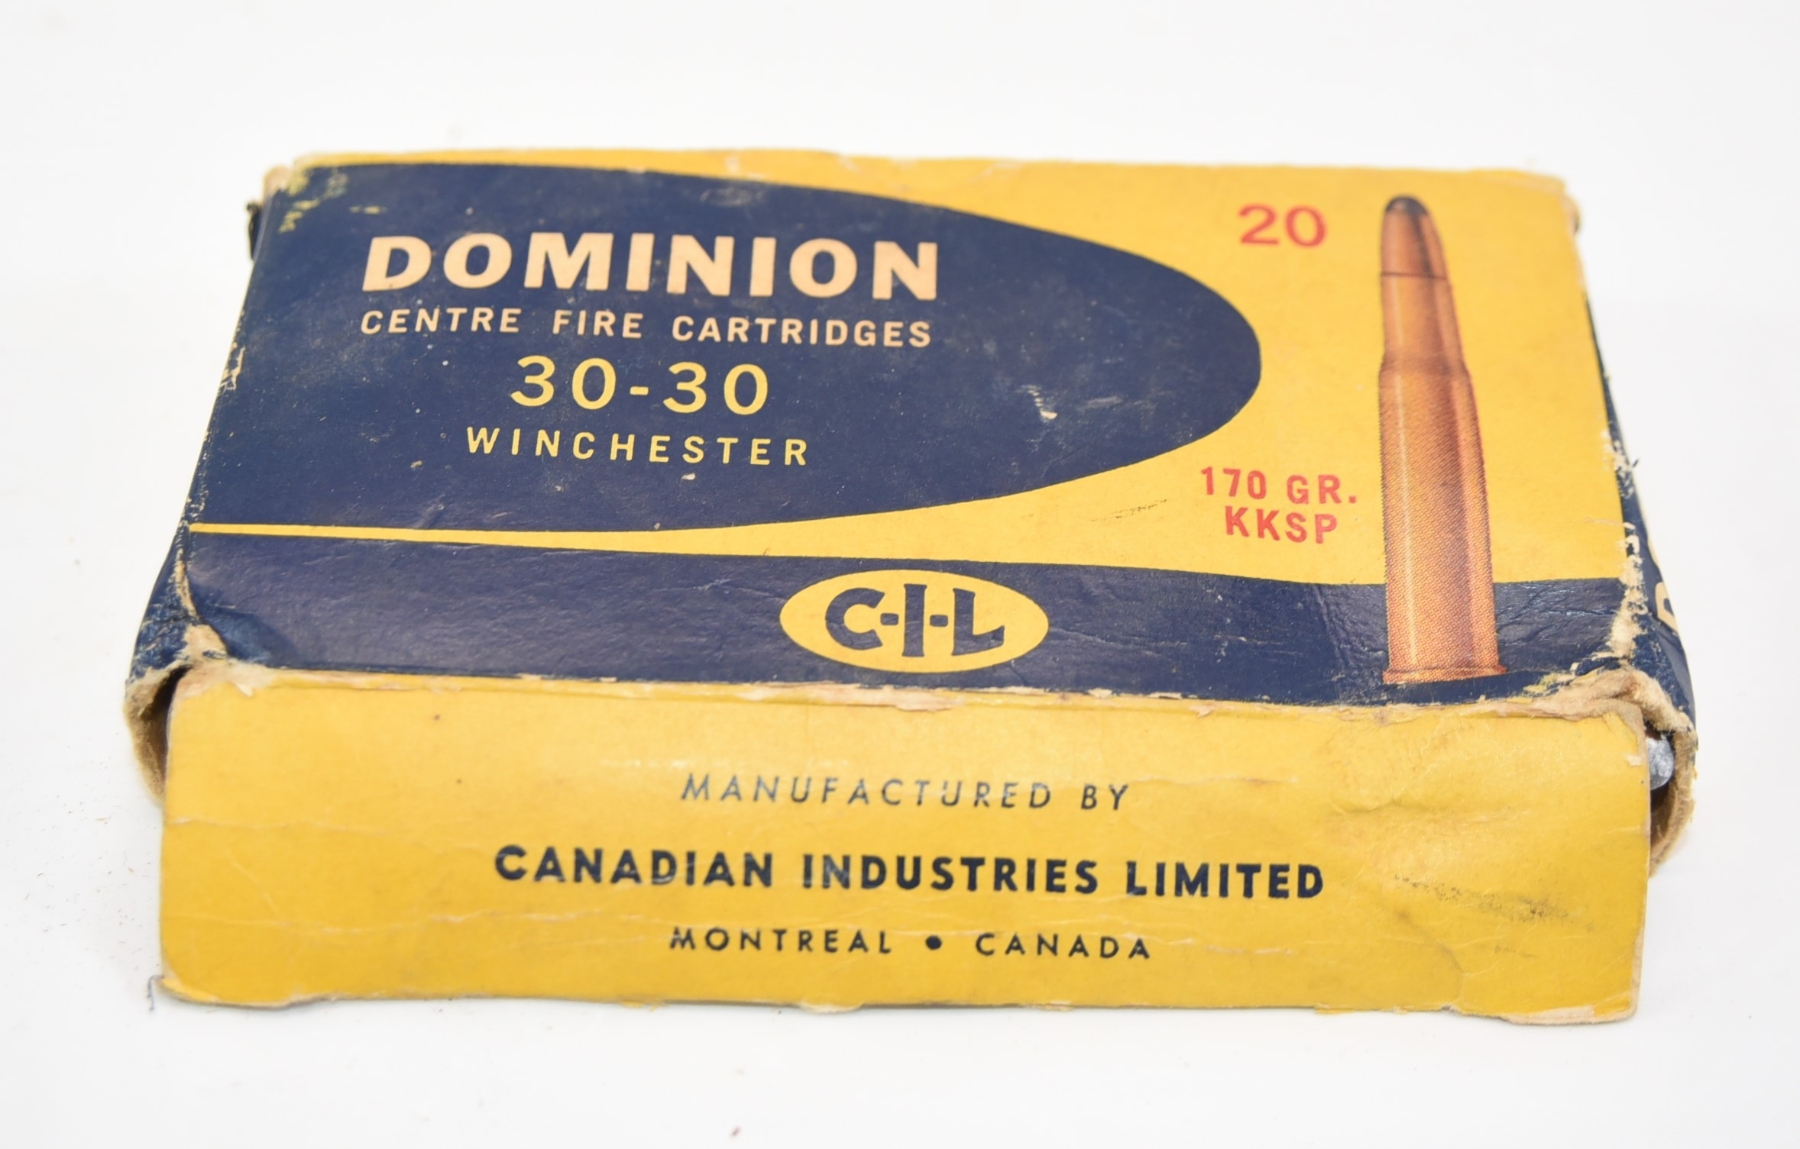 DOMINION
CENTRE FIRE CARTRIDGES
30-30
WINCHESTER
20
170 GR.
KKSP
C-I-L
MANUFACTURED BY
CANADIAN INDUSTRIES LIMITED
MONTREAL • CANADA